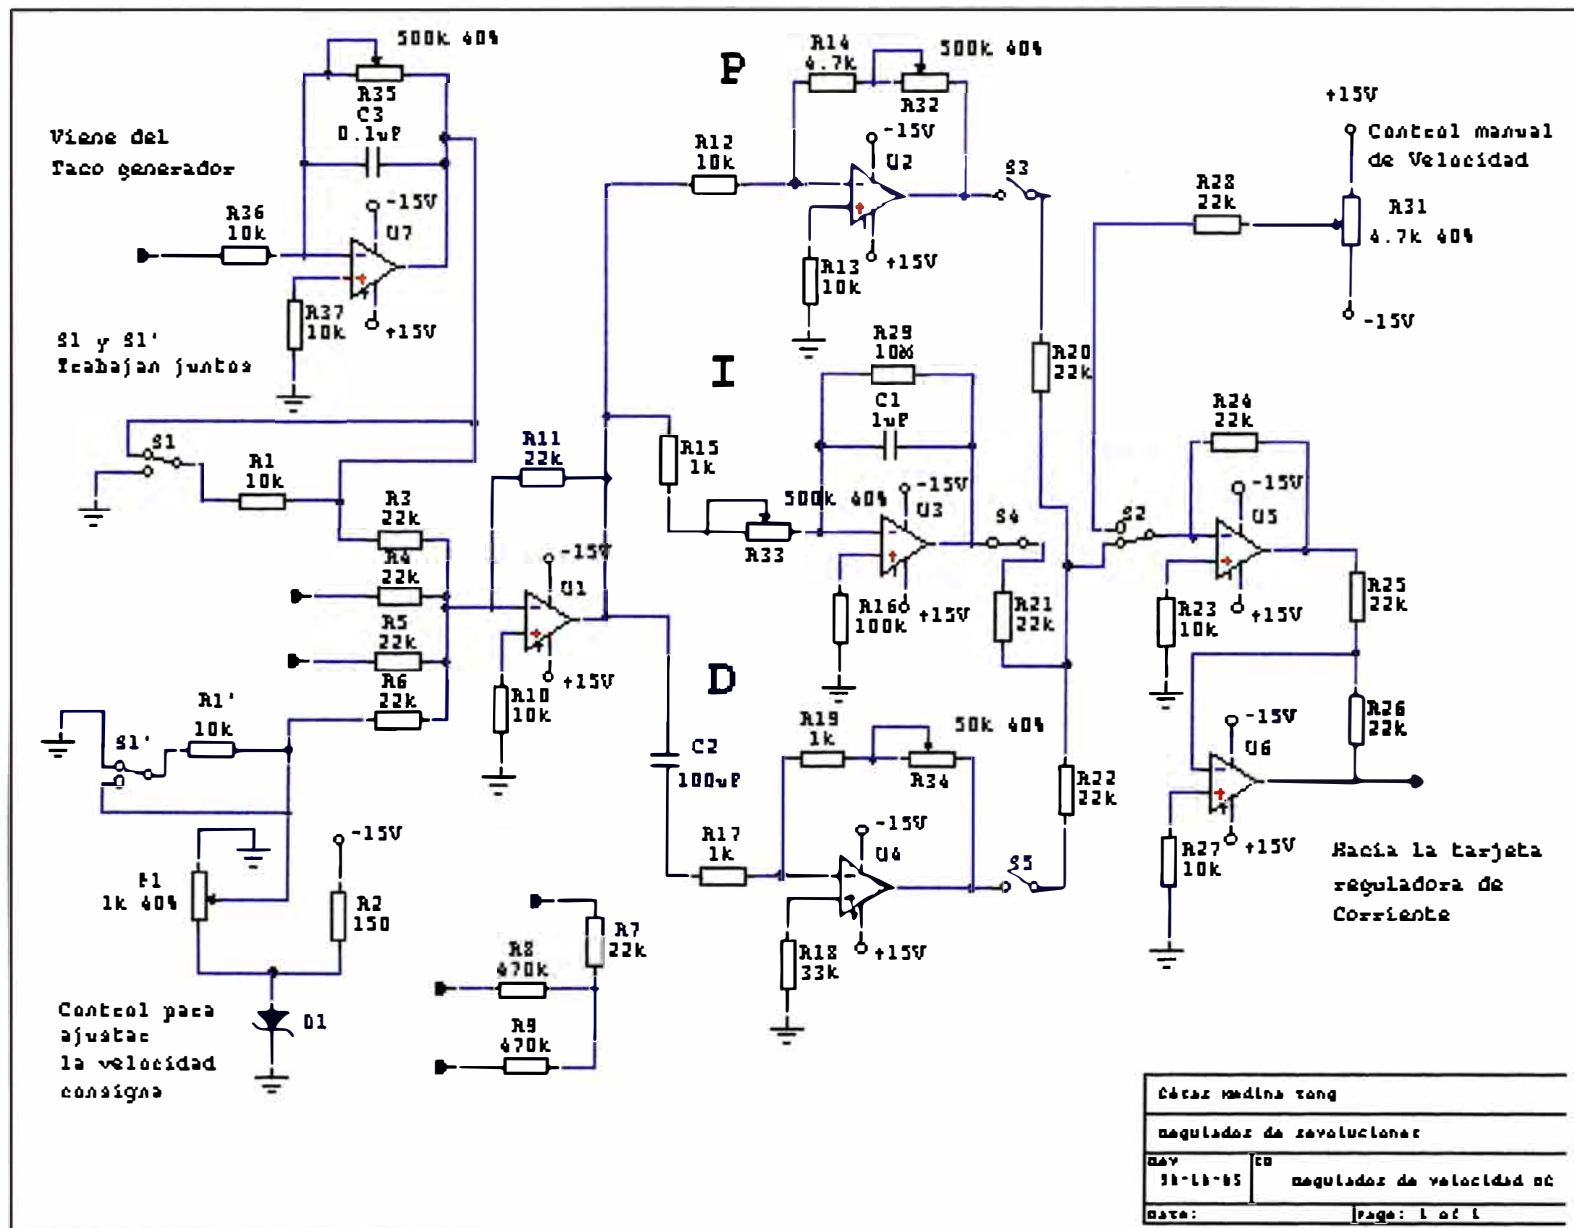 500k 40%
R35
C3
0.1uF
Viene del
Taco generador
R36
10k
-15V
U7
R37
10k
+15V
S1 y S1'
Trabajan juntos
S1
R1
10k
R3
22k
R4
22k
R5
22k
R6
22k
R1'
10k
S1'
1k 40%
-15V
R2
150
D1
Control para
ajustar
la velocidad
consigna
R11
22k
-15V
U1
R10
10k
+15V
R7
22k
R8
470k
R9
470k
P
R14
4.7k
500k 40%
R32
R12
10k
-15V
U2
R13
10k
+15V
S3
I
R29
C1
1uF
R15
1k
500k 40%
R33
-15V
U3
R16
100k
+15V
S4
R20
22k
R21
22k
D
C2
100uF
R19
1k
50k 40%
R34
R17
1k
-15V
U4
R18
33k
+15V
S5
R22
22k
+15V
Control manual
de Velocidad
R28
22k
R31
4.7k 40%
-15V
S2
R24
22k
-15V
U5
R23
10k
+15V
R25
22k
R26
22k
-15V
U6
R27
10k
+15V
Hacia la tarjeta
reguladora de
Corriente
regulador de revoluciones
regulador de velocidad DC
Page: 1 of 1